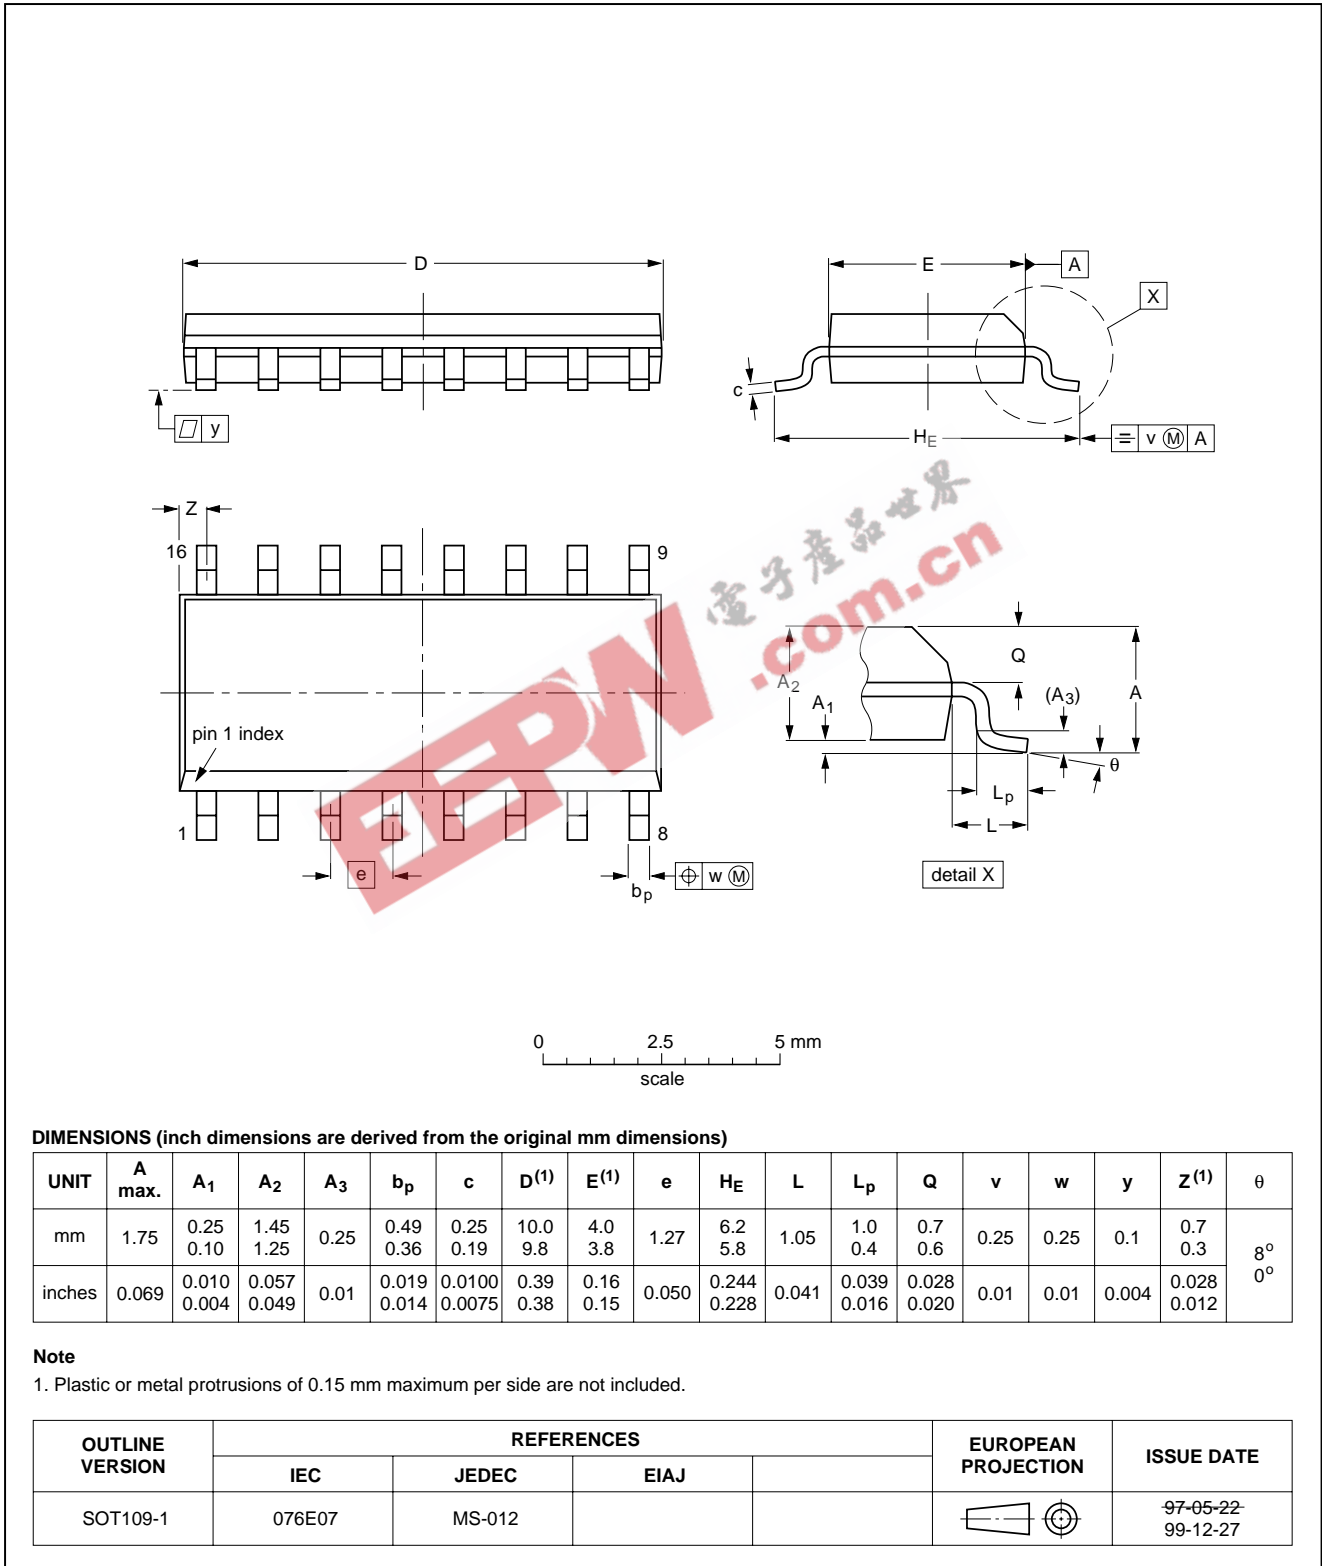 D
E
A
X
c
y
HE
v M A
Z
16
9
電子產品世界
EEPW .com.cn
Q
A2
A1
(A3)
A
pin 1 index
θ
Lp
L
1
8
e
bp
w M
detail X
0 2.5 5 mm
scale
DIMENSIONS (inch dimensions are derived from the original mm dimensions)
UNIT A max. A1 A2 A3 bp c D(1) E(1) e HE L Lp Q v w y Z(1) θ
mm 1.75 0.25 0.10 1.45 1.25 0.25 0.49 0.36 0.25 0.19 10.0 9.8 4.0 3.8 1.27 6.2 5.8 1.05 1.0 0.4 0.7 0.6 0.25 0.25 0.1 0.7 0.3 8° 0°
inches 0.069 0.010 0.004 0.057 0.049 0.01 0.019 0.014 0.0100 0.0075 0.39 0.38 0.16 0.15 0.050 0.244 0.228 0.041 0.039 0.016 0.028 0.020 0.01 0.01 0.004 0.028 0.012
Note
1. Plastic or metal protrusions of 0.15 mm maximum per side are not included.
OUTLINE VERSION REFERENCES EUROPEAN PROJECTION ISSUE DATE
IEC JEDEC EIAJ
SOT109-1 076E07 MS-012 97-05-22
99-12-27